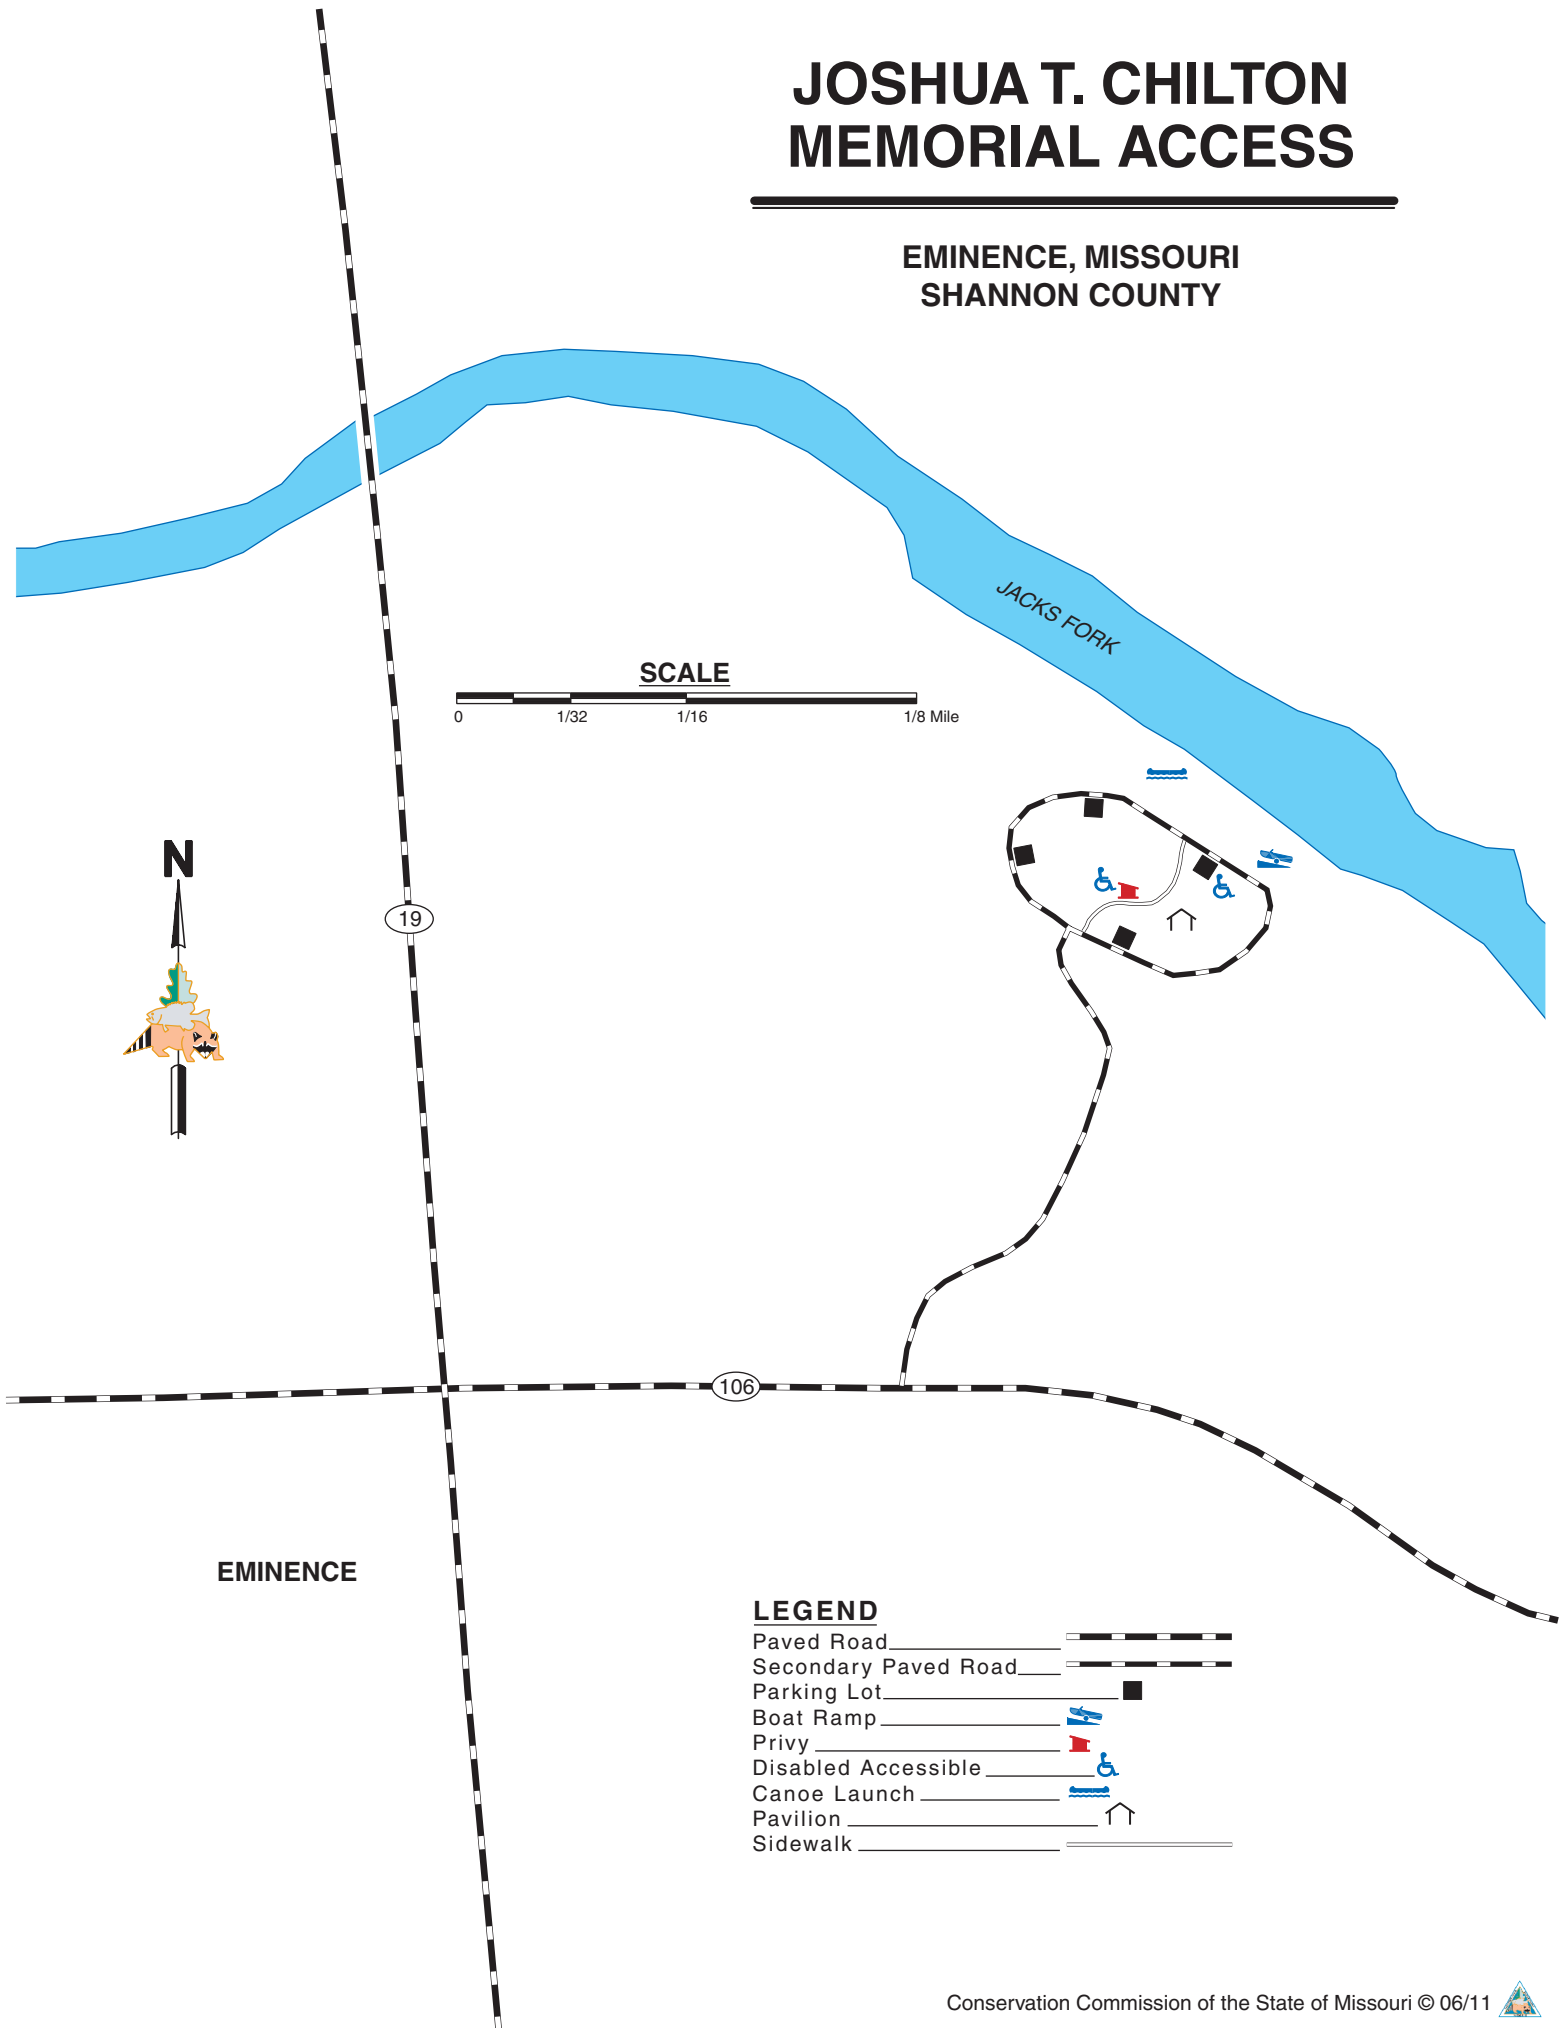 JOSHUA T. CHILTON
MEMORIAL ACCESS
EMINENCE, MISSOURI
SHANNON COUNTY
JACKS FORK
SCALE
0 1/32 1/16 1/8 Mile
N
19
106
EMINENCE
LEGEND
Paved Road
Secondary Paved Road
Parking Lot
Boat Ramp
Privy
Disabled Accessible
Canoe Launch
Pavilion
Sidewalk
Conservation Commission of the State of Missouri © 06/11